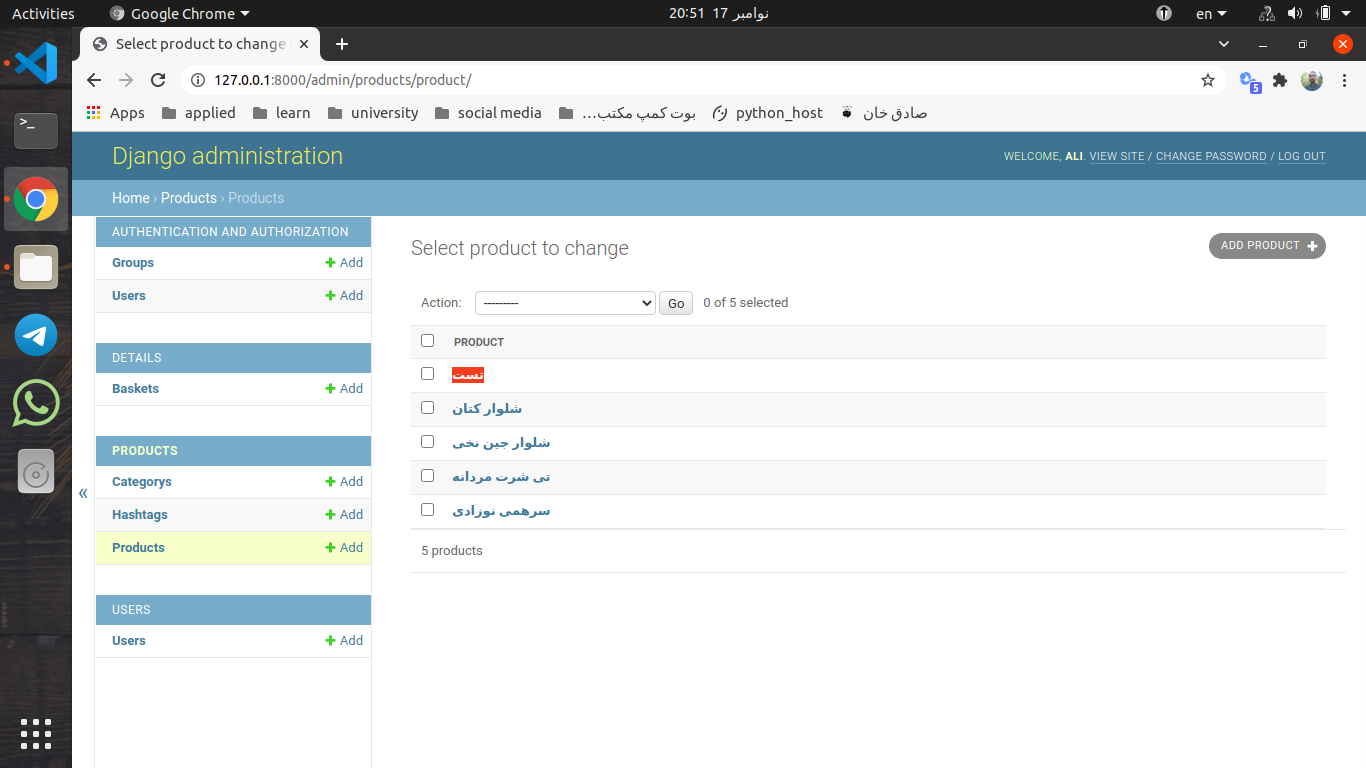 Activities Google Chrome 20:51 17 نوامبر en
Select product to change
127.0.0.1:8000/admin/products/product/ 5
Apps applied learn university social media بوت کمپ مکتب... python_host صادق خان
Django administration
WELCOME, ALI. VIEW SITE / CHANGE PASSWORD / LOG OUT
Home › Products › Products
AUTHENTICATION AND AUTHORIZATION
Groups + Add
Users + Add
DETAILS
Baskets + Add
PRODUCTS
Categorys + Add
Hashtags + Add
Products + Add
USERS
Users + Add
«
Select product to change
ADD PRODUCT +
Action: --------- Go 0 of 5 selected
PRODUCT
تست
شلوار کتان
شلوار جین نخی
تی شرت مردانه
سرهمی نوزادی
5 products